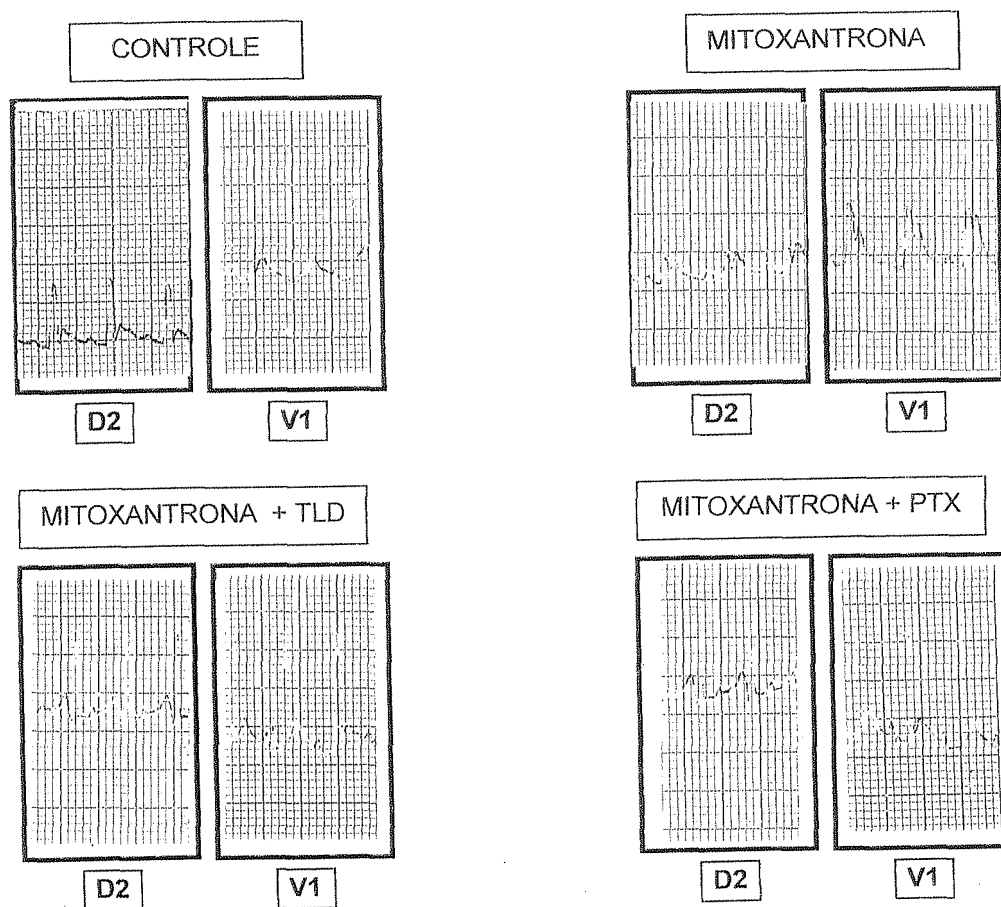 CONTROLE
D2
V1
MITOXANTRONA
D2
V1
MITOXANTRONA + TLD
D2
V1
MITOXANTRONA + PTX
D2
V1